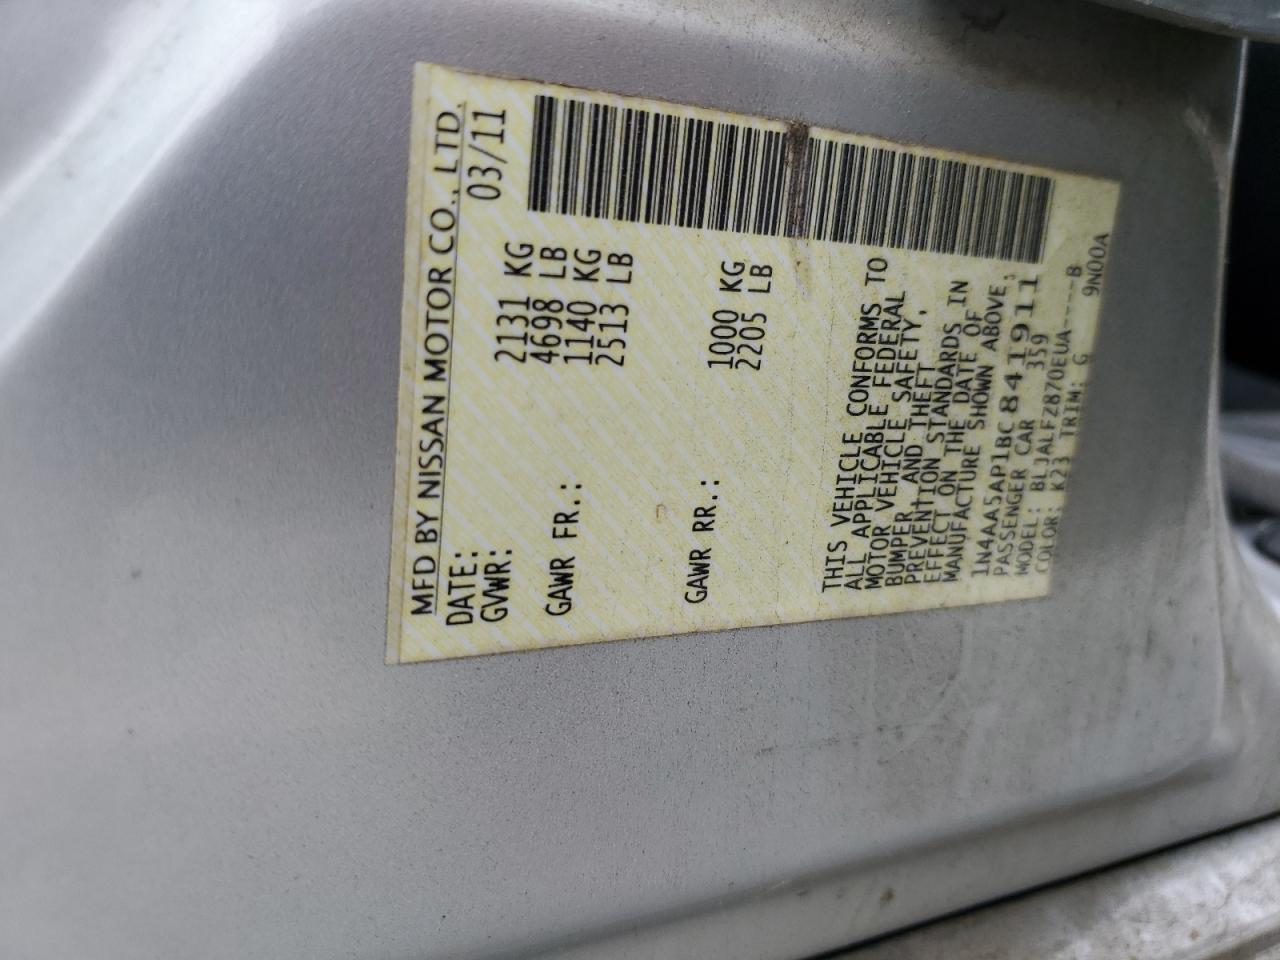 MFD BY NISSAN MOTOR CO., LTD.
DATE: 03/11
GVWR: 2131 KG
4698 LB
GAWR FR.: 1140 KG
2513 LB
GAWR RR.: 1000 KG
2205 LB
THIS VEHICLE CONFORMS TO
ALL APPLICABLE FEDERAL
MOTOR VEHICLE SAFETY,
BUMPER AND THEFT
PREVENTION STANDARDS IN
EFFECT ON THE DATE OF
MANUFACTURE SHOWN ABOVE.
1N4AA5AP1BC841911
PASSENGER CAR 359
MODEL: BLJALFZ870EUA-----B
COLOR: K23 TRIM: G 9N00A